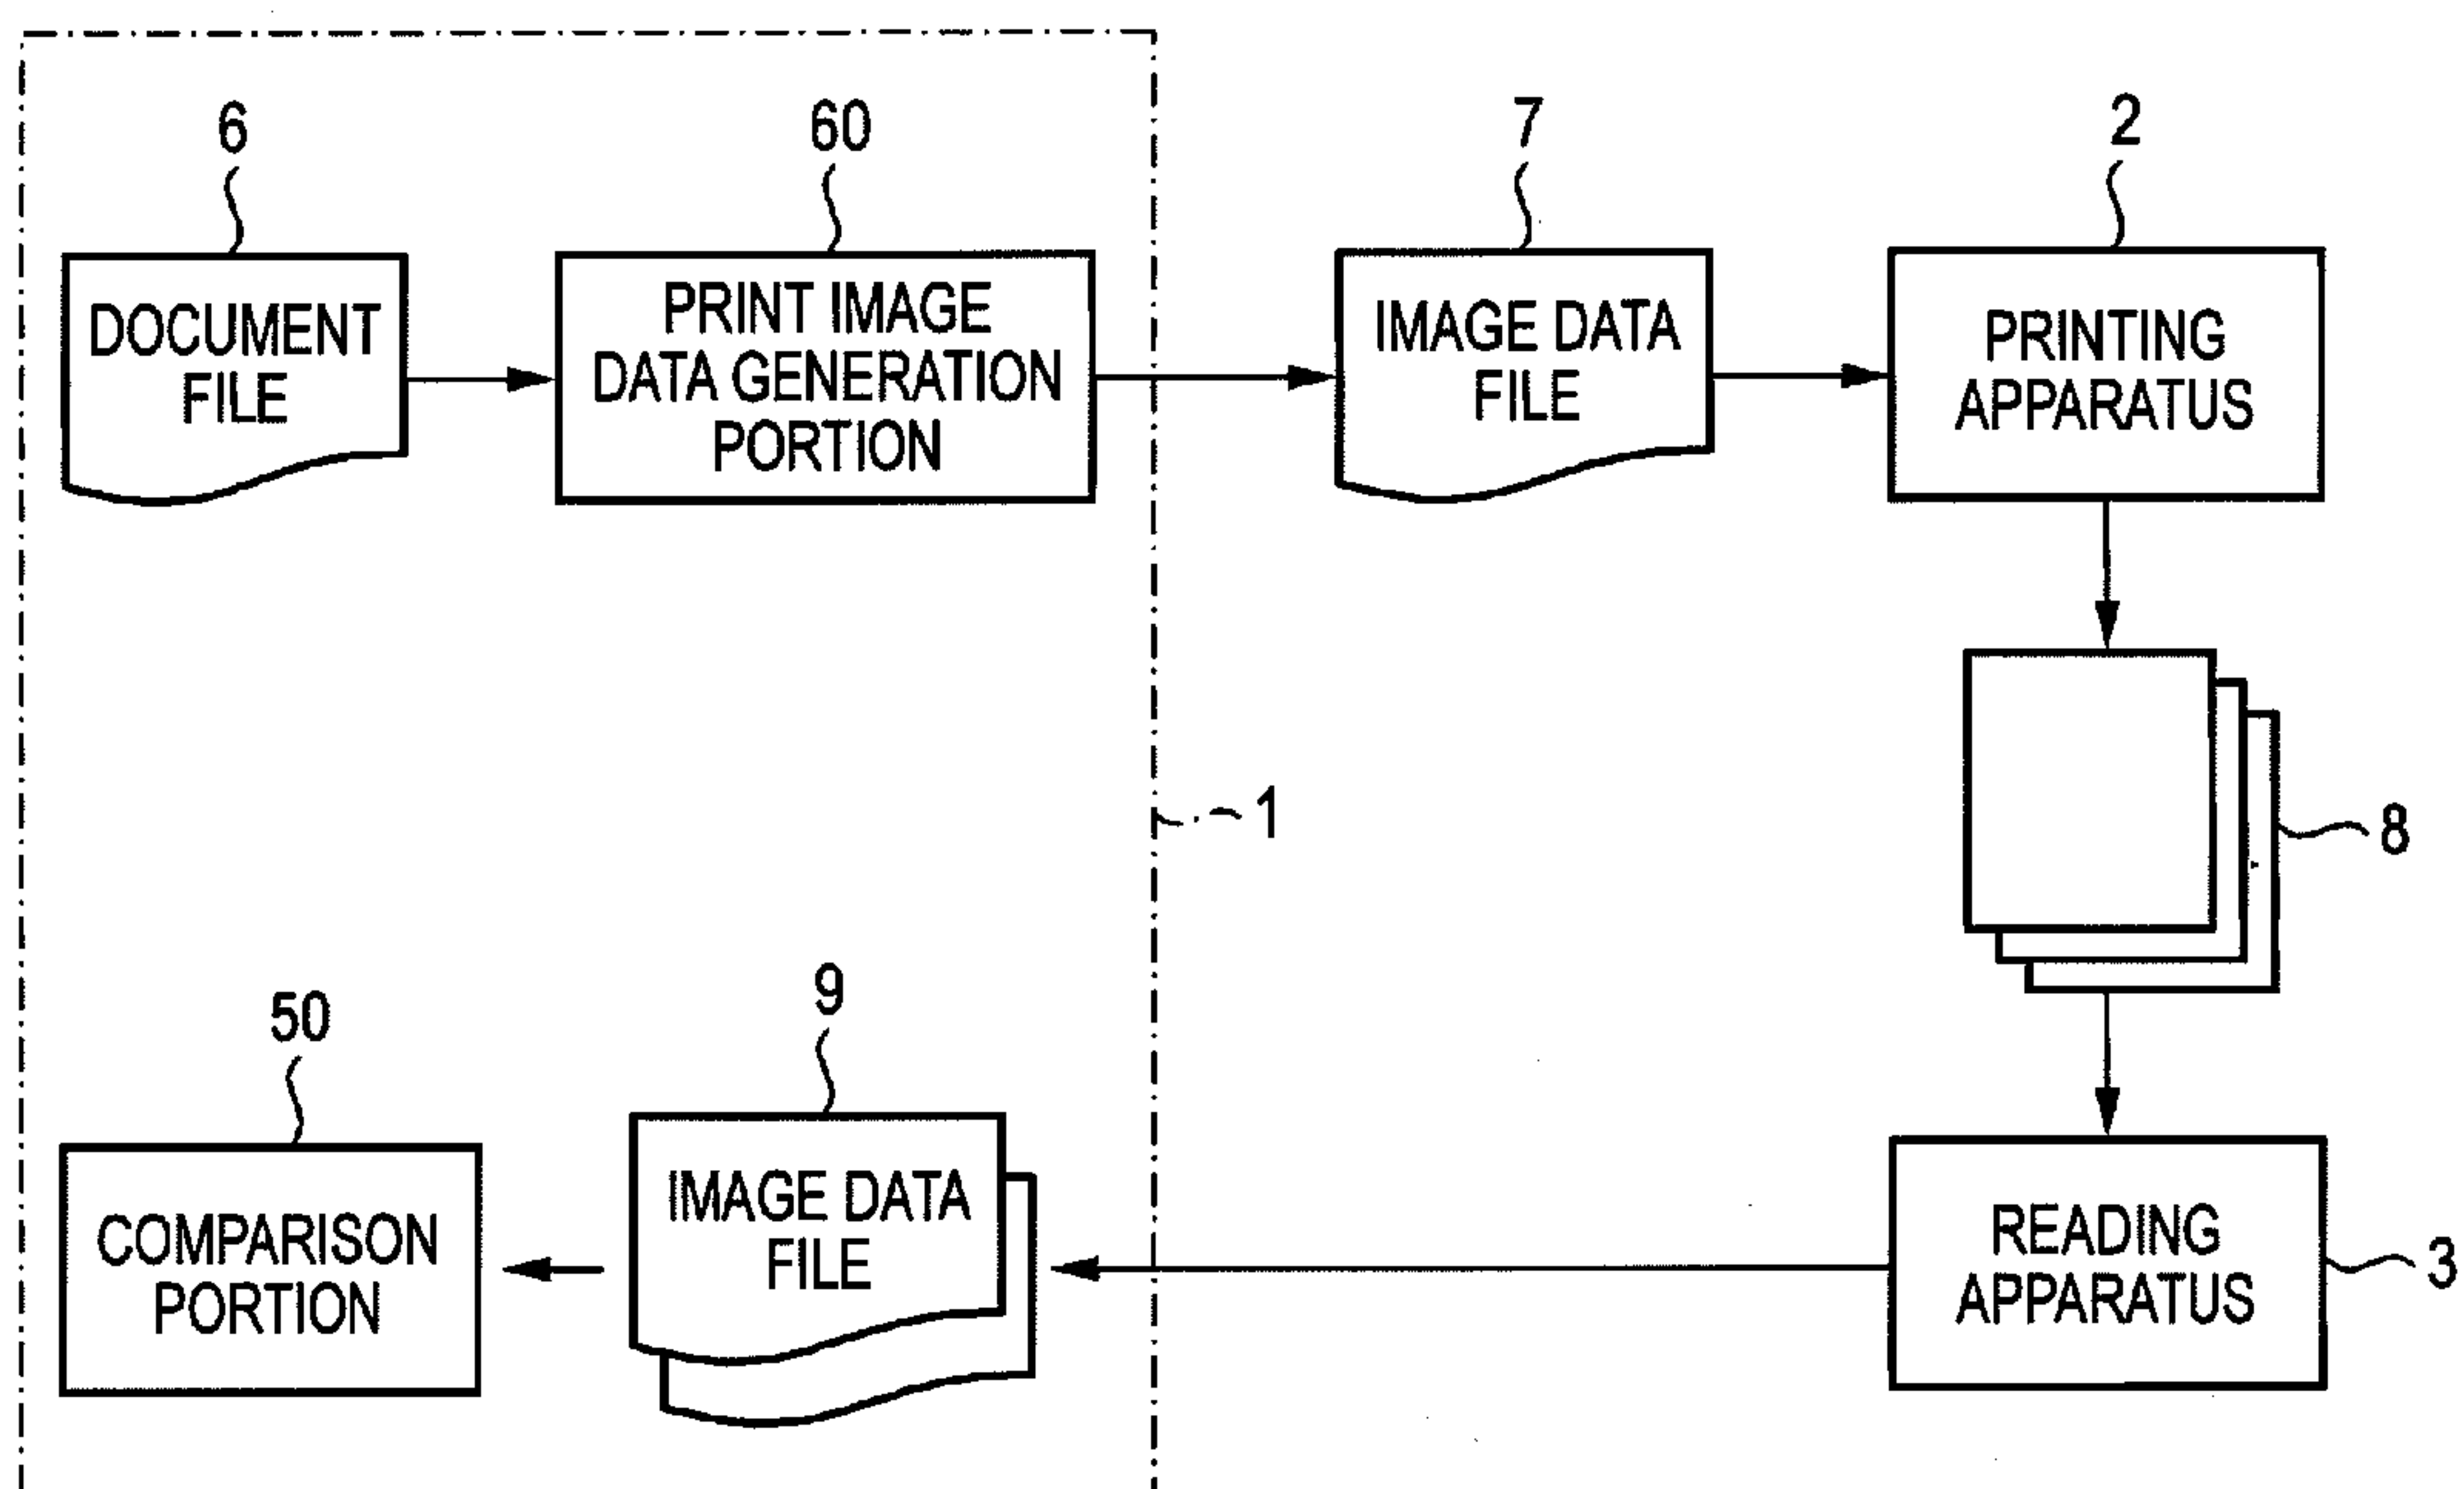 6
60
7
2
DOCUMENT
FILE
PRINT IMAGE
DATA GENERATION
PORTION
IMAGE DATA
FILE
PRINTING
APPARATUS
1
8
50
9
COMPARISON
PORTION
IMAGE DATA
FILE
READING
APPARATUS
3